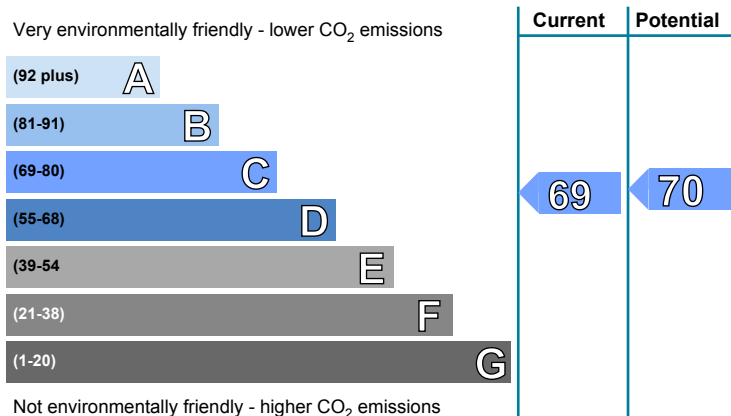 Very environmentally friendly - lower CO2 emissions
Current Potential
(92 plus) A
(81-91) B
(69-80) C
(55-68) D
(39-54 E
(21-38) F
(1-20) G
69 70
Not environmentally friendly - higher CO2 emissions